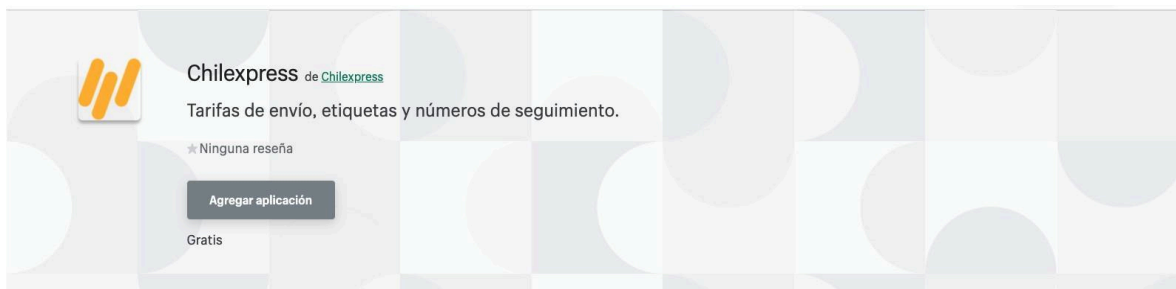 Chilexpress de Chilexpress
Tarifas de envío, etiquetas y números de seguimiento.
Ninguna reseña
Agregar aplicación
Gratis